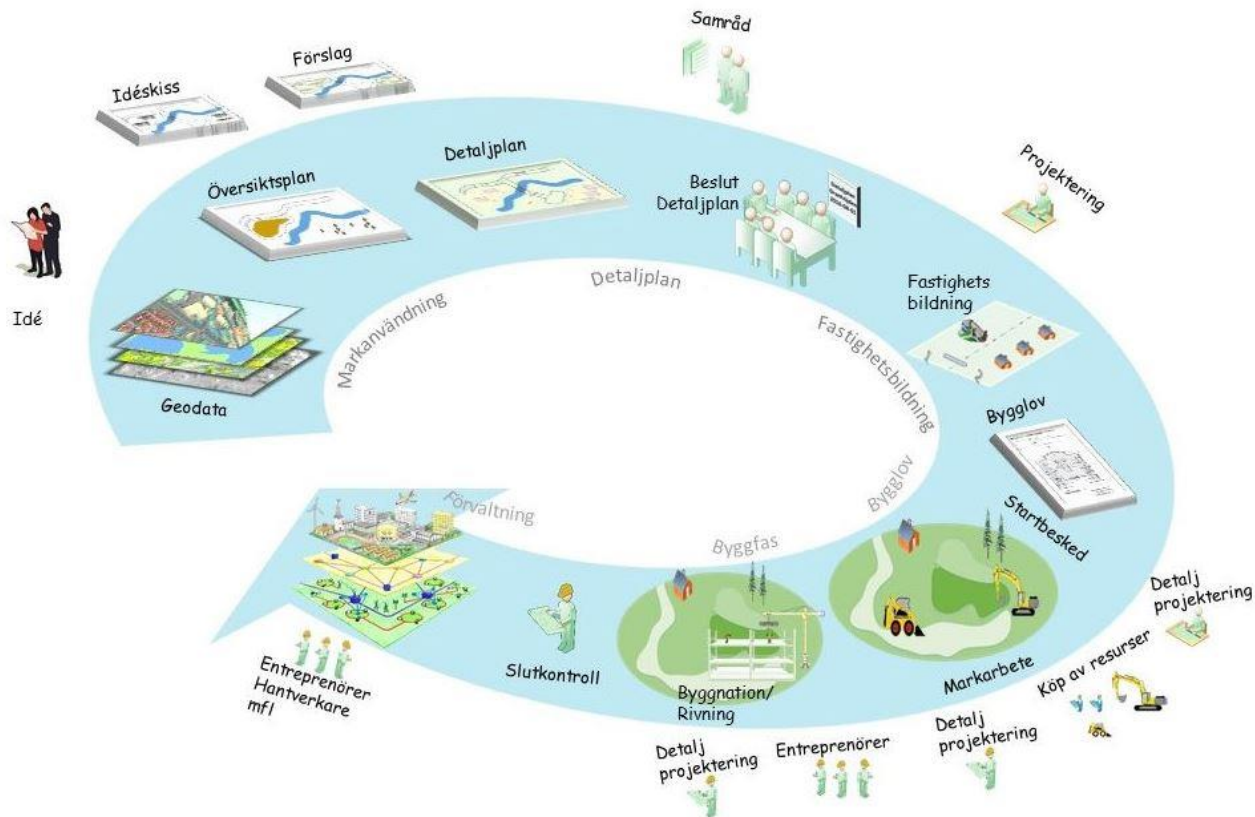 Samråd
Förslag
Idéskiss
Projektering
Detaljplan
Översiktsplan
Beslut
Detaljplan
Idé
Geodata
Markanvändning
Detaljplan
Fastighetsbildning
Fastighets
bildning
Bygglov
Bygglov
Startbesked
Förvaltning
Byggfas
Detalj
projektering
Köp av resurser
Markarbete
Detalj
projektering
Byggnation/
Rivning
Slutkontroll
Entreprenörer
Hantverkare
mfl
Detalj
projektering
Entreprenörer